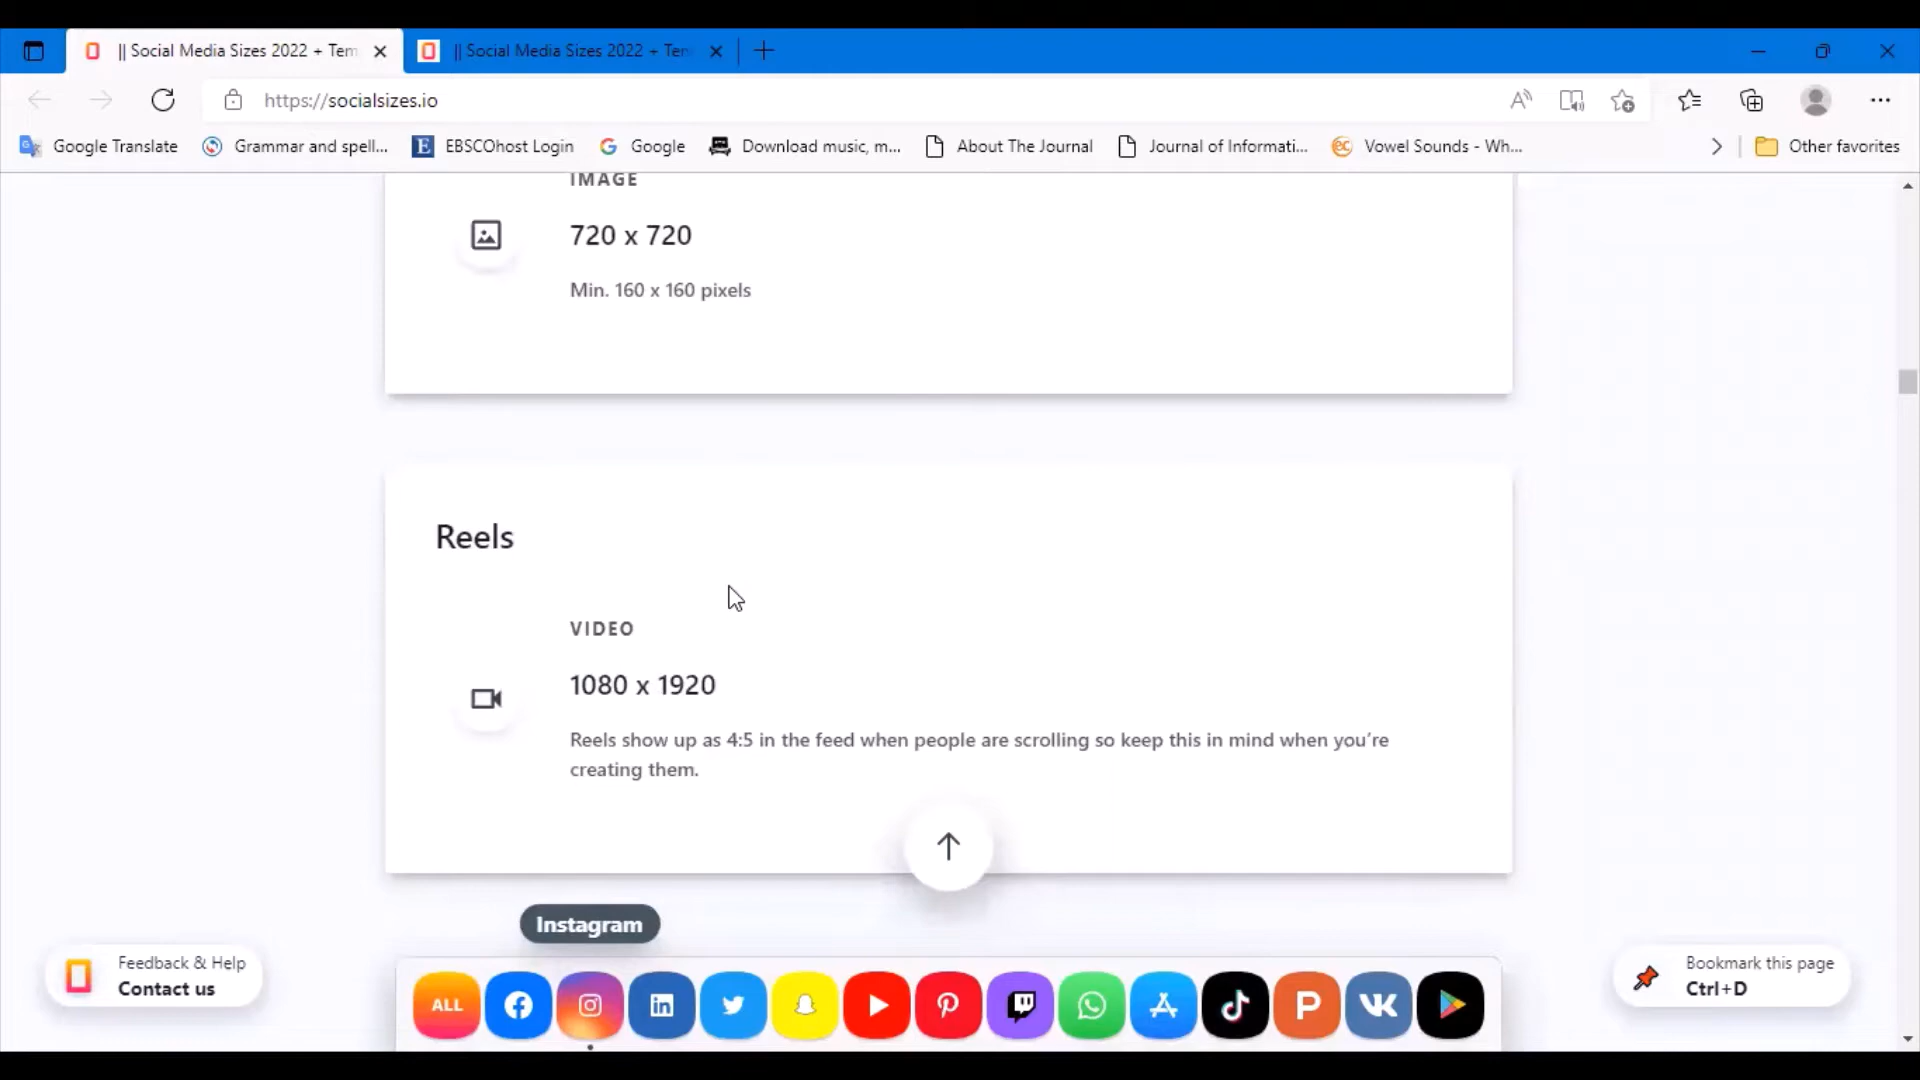 || Social Media Sizes 2022 + Tem
|| Social Media Sizes 2022 + Ten
https://socialsizes.io
Google Translate
Grammar and spell...
EBSCOhost Login
Google
Download music, m...
About The Journal
Journal of Informati...
Vowel Sounds - Wh...
Other favorites
IMAGE
720 x 720
Min. 160 x 160 pixels
Reels
VIDEO
1080 x 1920
Reels show up as 4:5 in the feed when people are scrolling so keep this in mind when you're
creating them.
Instagram
Feedback & Help
Contact us
ALL
Bookmark this page
Ctrl+D